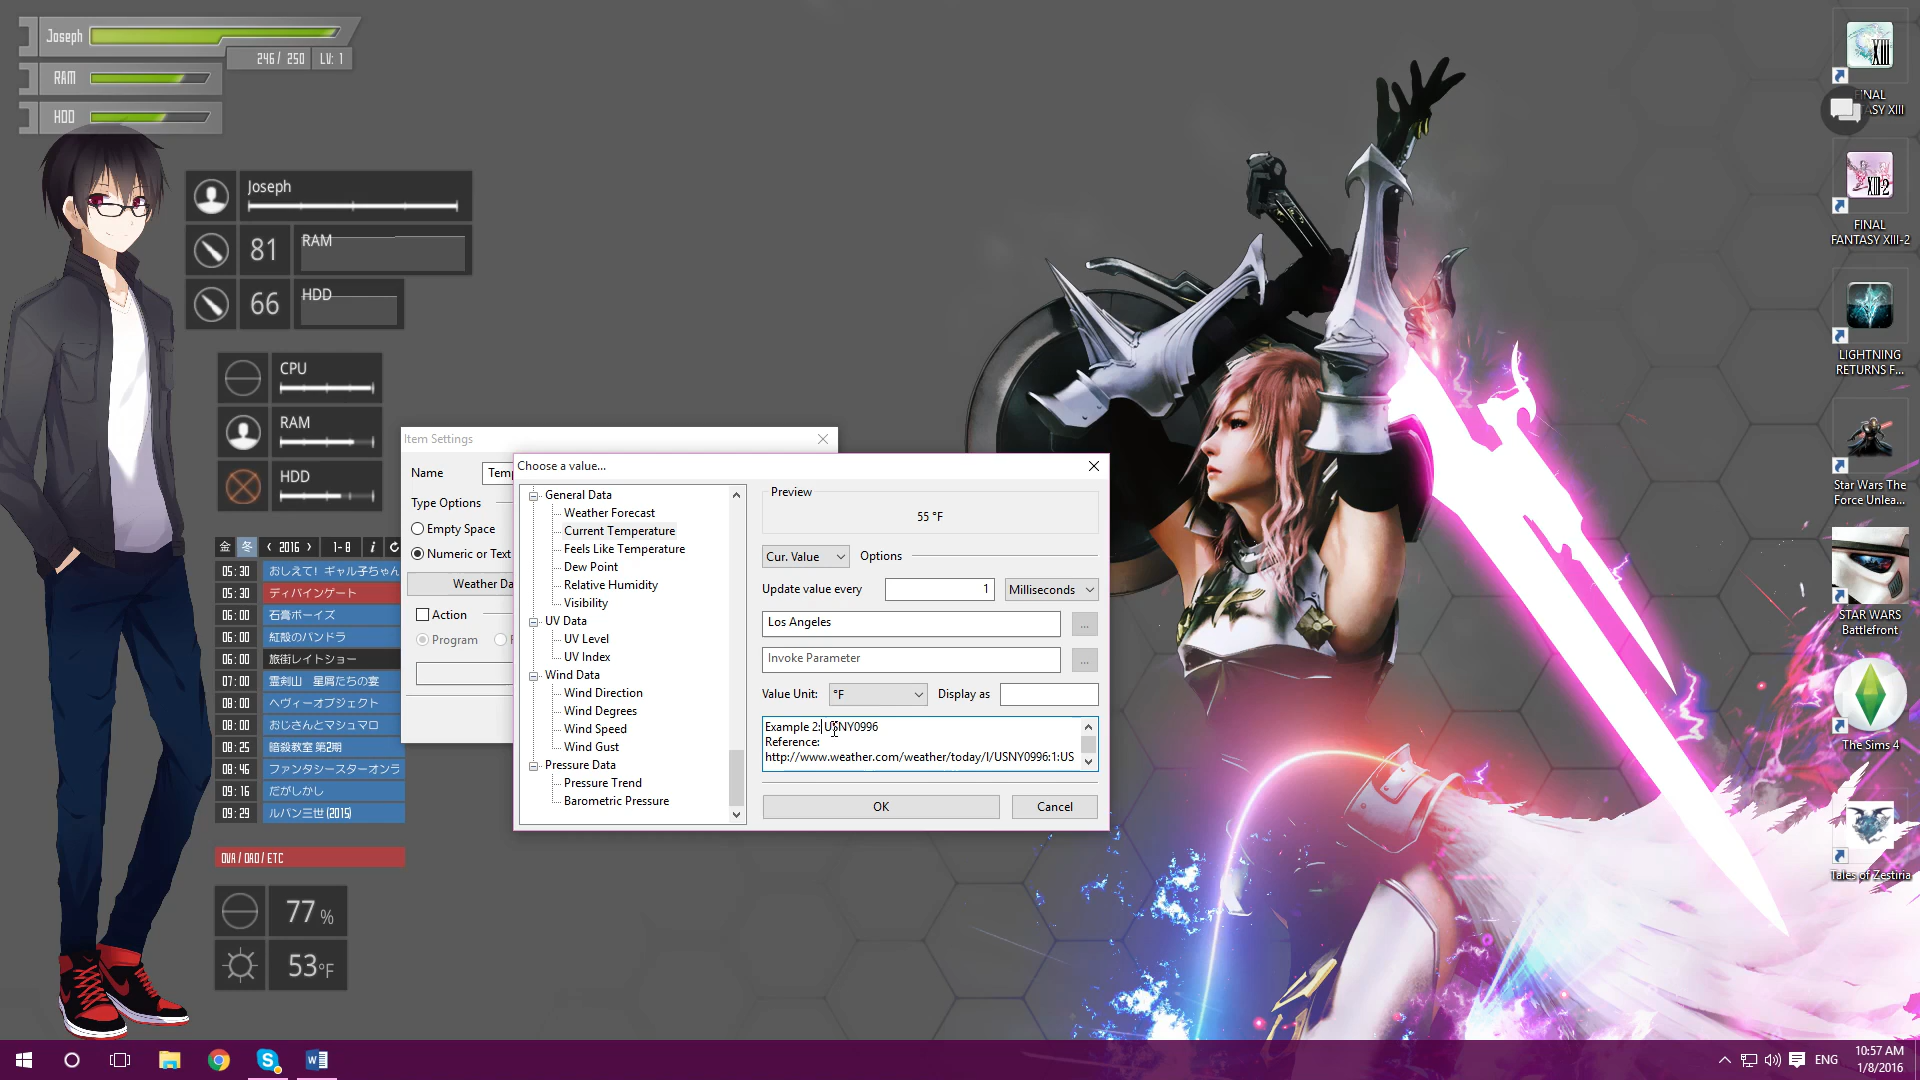 Joseph
246/ 250
LV: 1
RAM
HDD
Joseph
81
RAM
66
HDD
CPU
RAM
HDD
金 冬 < 2016 > 1-8 i
05:30 おしえて! ギャル子ちゃん
05:30 ディバインゲート
06:00 石膏ボーイズ
06:00 紅殻のパンドラ
06:00 旅街レイトショー
07:00 霊剣山 星屑たちの宴
08:00 ヘヴィーオブジェクト
08:00 おじさんとマシュマロ
08:25 暗殺教室 第2期
08:46 ファンタシースターオンラ
09:16 だがしかし
09:29 ルパン三世 (2015)
OVA / OAD / ETC
77 %
53°F
Item Settings
Name Temp
Type Options
Empty Space
Numeric or Text
Weather Da
Action
Program
Choose a value...
General Data
Weather Forecast
Current Temperature
Feels Like Temperature
Dew Point
Relative Humidity
Visibility
UV Data
UV Level
UV Index
Wind Data
Wind Direction
Wind Degrees
Wind Speed
Wind Gust
Pressure Data
Pressure Trend
Barometric Pressure
Preview
55 °F
Cur. Value Options
Update value every 1 Milliseconds
Los Angeles ...
Invoke Parameter ...
Value Unit: °F Display as
Example 2: USNY0996
Reference:
http://www.weather.com/weather/today/l/USNY0996:1:US
OK Cancel
XIII
FINAL
FANTASY XIII-2
XIII-2
LIGHTNING
RETURNS F...
Star Wars The
Force Unlea...
STAR WARS
Battlefront
The Sims 4
Tales of Zestiria
ENG
10:57 AM
1/8/2016